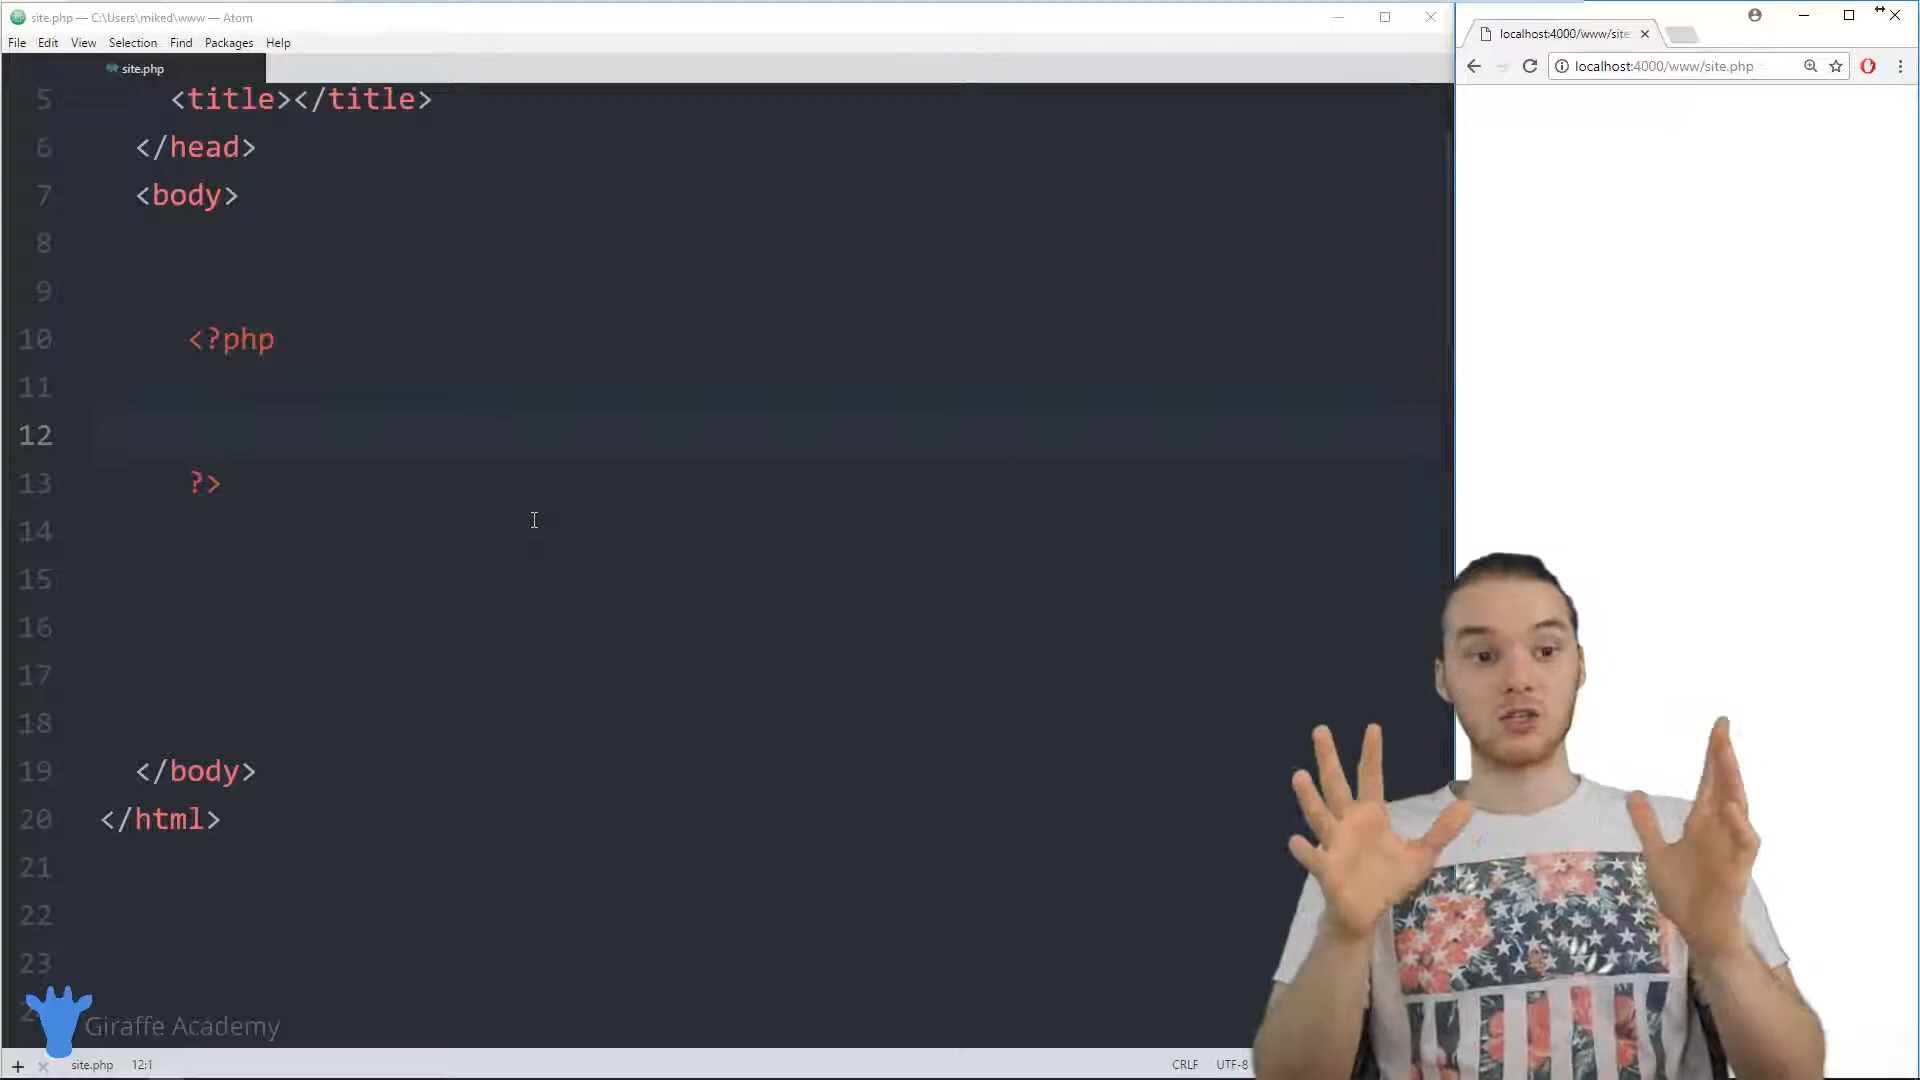 site.php — C:\Users\miked\www — Atom
File Edit View Selection Find Packages Help
site.php
5 <title></title>
6 </head>
7 <body>
8
9
10 <?php
11
12
13 ?>
14
15
16
17
18
19 </body>
20 </html>
21
22
23
Giraffe Academy
site.php 12:1
CRLF UTF-8
localhost:4000/www/site
localhost:4000/www/site.php